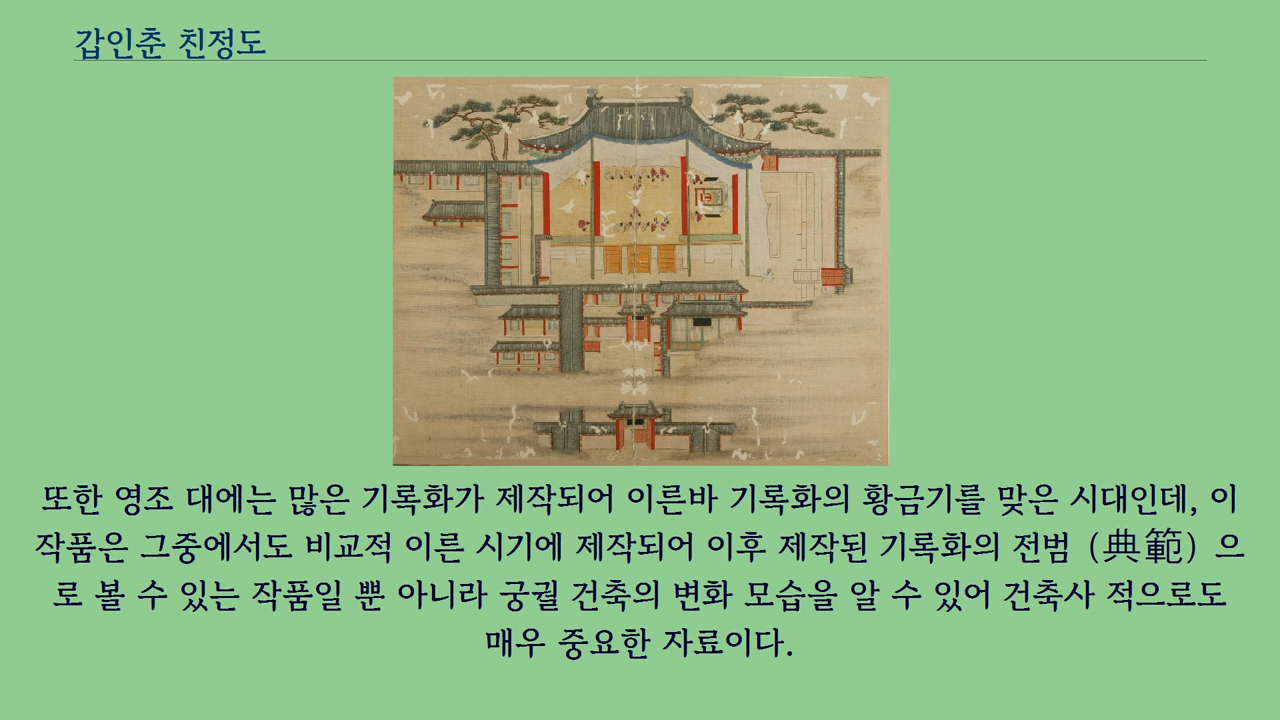 갑인춘 친정도
또한 영조 대에는 많은 기록화가 제작되어 이른바 기록화의 황금기를 맞은 시대인데, 이
작품은 그중에서도 비교적 이른 시기에 제작되어 이후 제작된 기록화의 전범 (典範) 으
로 볼 수 있는 작품일 뿐 아니라 궁궐 건축의 변화 모습을 알 수 있어 건축사 적으로도
매우 중요한 자료이다.